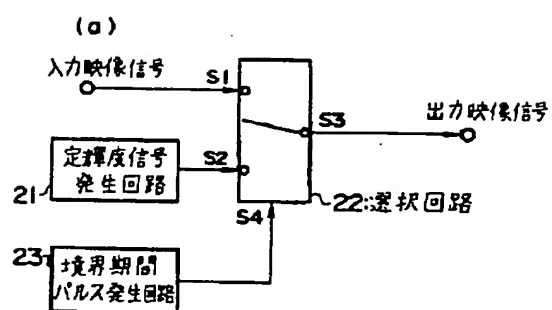 (a)
入力映像信号
S1
S3
出力映像信号
定輝度信号
発生回路
S2
21
22:選択回路
S4
23
境界期間
パルス発生回路